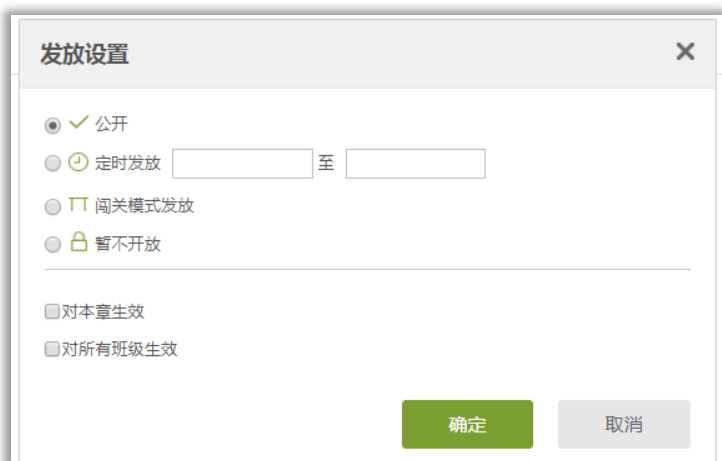 发放设置
公开
定时发放 至
闯关模式发放
暂不开放
对本章生效
对所有班级生效
确定 取消